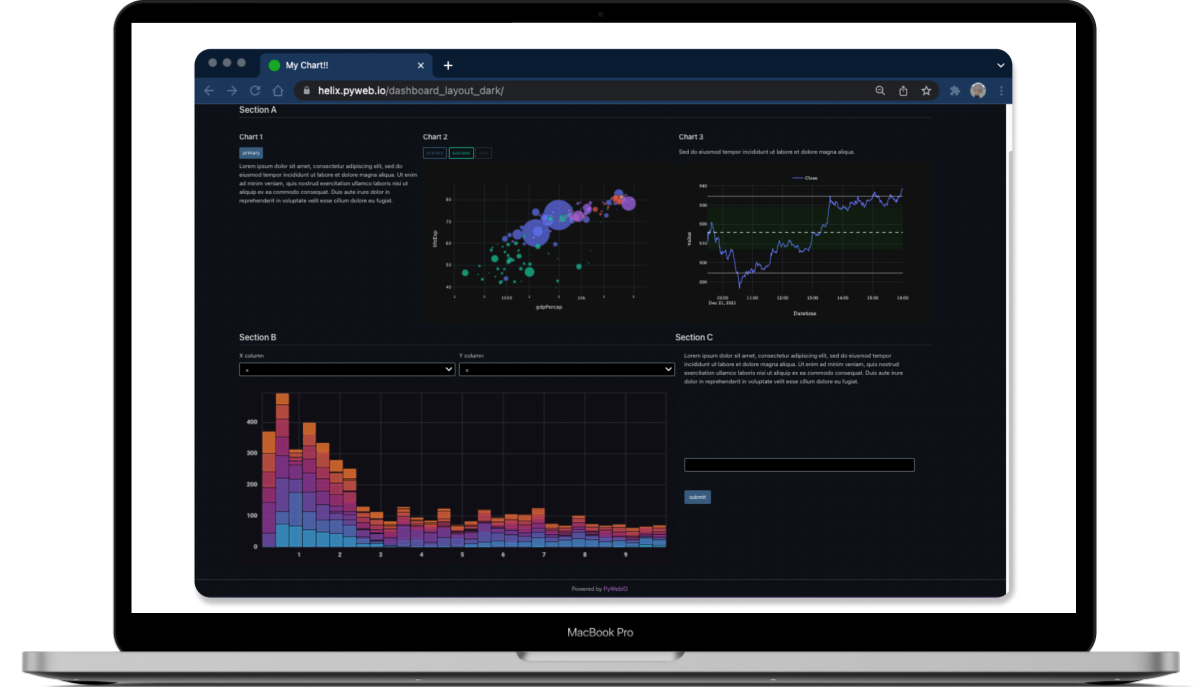 My Chart!!
helix.pyweb.io/dashboard_layout_dark/
Section A
Chart 1
primary
Lorem ipsum dolor sit amet, consectetur adipiscing elit, sed do
eiusmod tempor incididunt ut labore et dolore magna aliqua. Ut enim
ad minim veniam, quis nostrud exercitation ullamco laboris nisi ut
aliquip ex ea commodo consequat. Duis aute irure dolor in
reprehenderit in voluptate velit esse cillum dolore eu fugiat.
Chart 2
primary success
lifeExp
80
70
60
50
40
1000
10k
gdpPercap
Chart 3
Sed do eiusmod tempor incididunt ut labore et dolore magna aliqua.
Close
value
940
930
920
910
900
890
10:00 11:00 12:00 13:00 14:00 15:00 16:00
Dec 21, 2021
Datetime
Section B
X column Y column
x x
400
300
200
100
0
1 2 3 4 5 6 7 8 9
Section C
Lorem ipsum dolor sit amet, consectetur adipiscing elit, sed do eiusmod tempor
incididunt ut labore et dolore magna aliqua. Ut enim ad minim veniam, quis nostrud
exercitation ullamco laboris nisi ut aliquip ex ea commodo consequat. Duis aute irure
dolor in reprehenderit in voluptate velit esse cillum dolore eu fugiat.
submit
Powered by PyWebIO
MacBook Pro